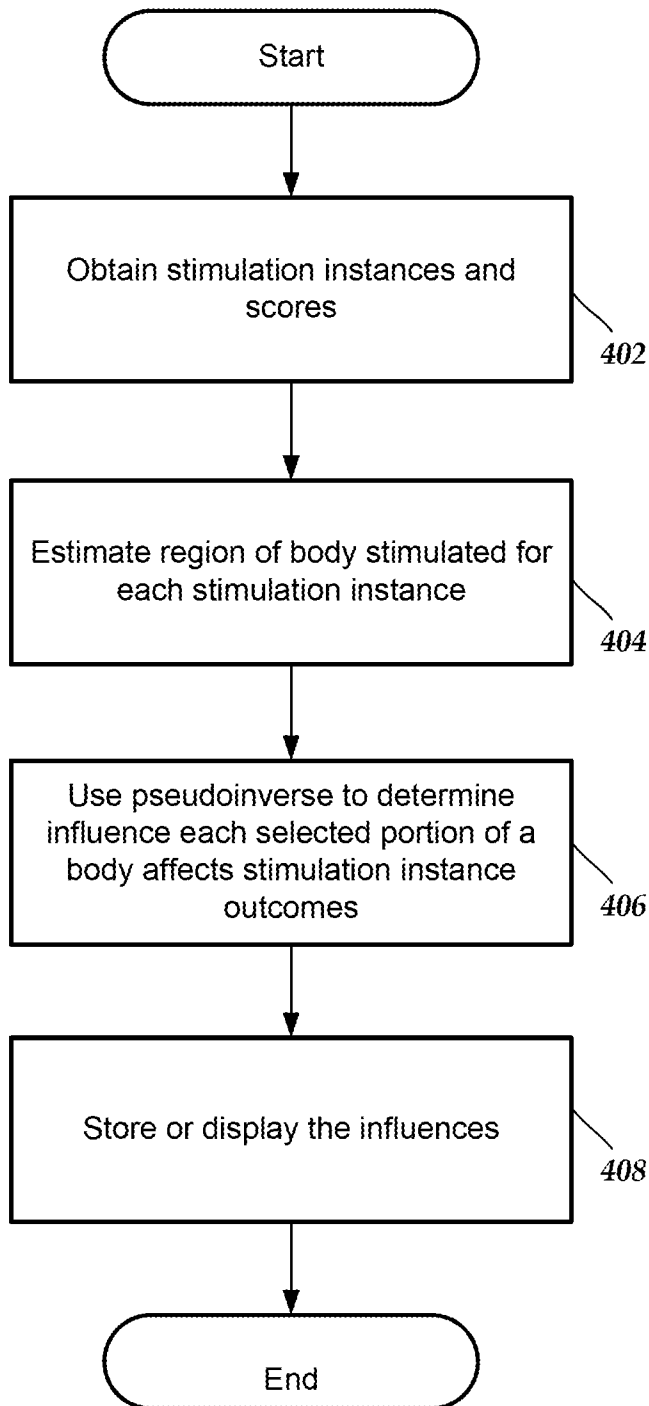 Start
Obtain stimulation instances and
scores
402
Estimate region of body stimulated for
each stimulation instance
404
Use pseudoinverse to determine
influence each selected portion of a
body affects stimulation instance
outcomes
406
Store or display the influences
408
End